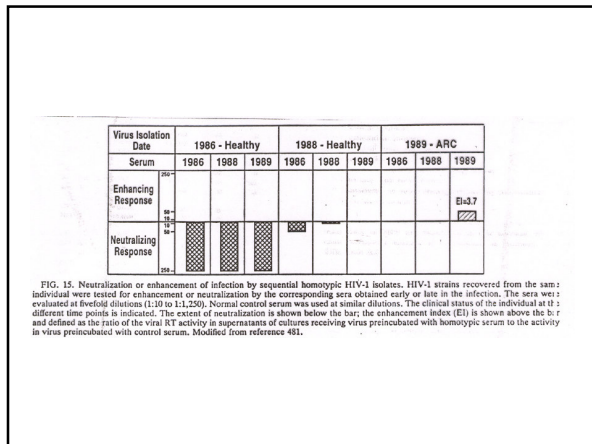 Virus Isolation
Date
1986 - Healthy
1988 - Healthy
1989 - ARC
Serum
1986
1988
1989
1986
1988
1989
1986
1988
1989
Enhancing
Response
250
50
10
EI=3.7
Neutralizing
Response
10
50
250
FIG. 15. Neutralization or enhancement of infection by sequential homotypic HIV-1 isolates. HIV-1 strains recovered from the same
individual were tested for enhancement or neutralization by the corresponding sera obtained early or late in the infection. The sera were
evaluated at fivefold dilutions (1:10 to 1:1,250). Normal control serum was used at similar dilutions. The clinical status of the individual at the
different time points is indicated. The extent of neutralization is shown below the bar; the enhancement index (EI) is shown above the bar
and defined as the ratio of the viral RT activity in supernatants of cultures receiving virus preincubated with homotypic serum to the activity
in virus preincubated with control serum. Modified from reference 481.